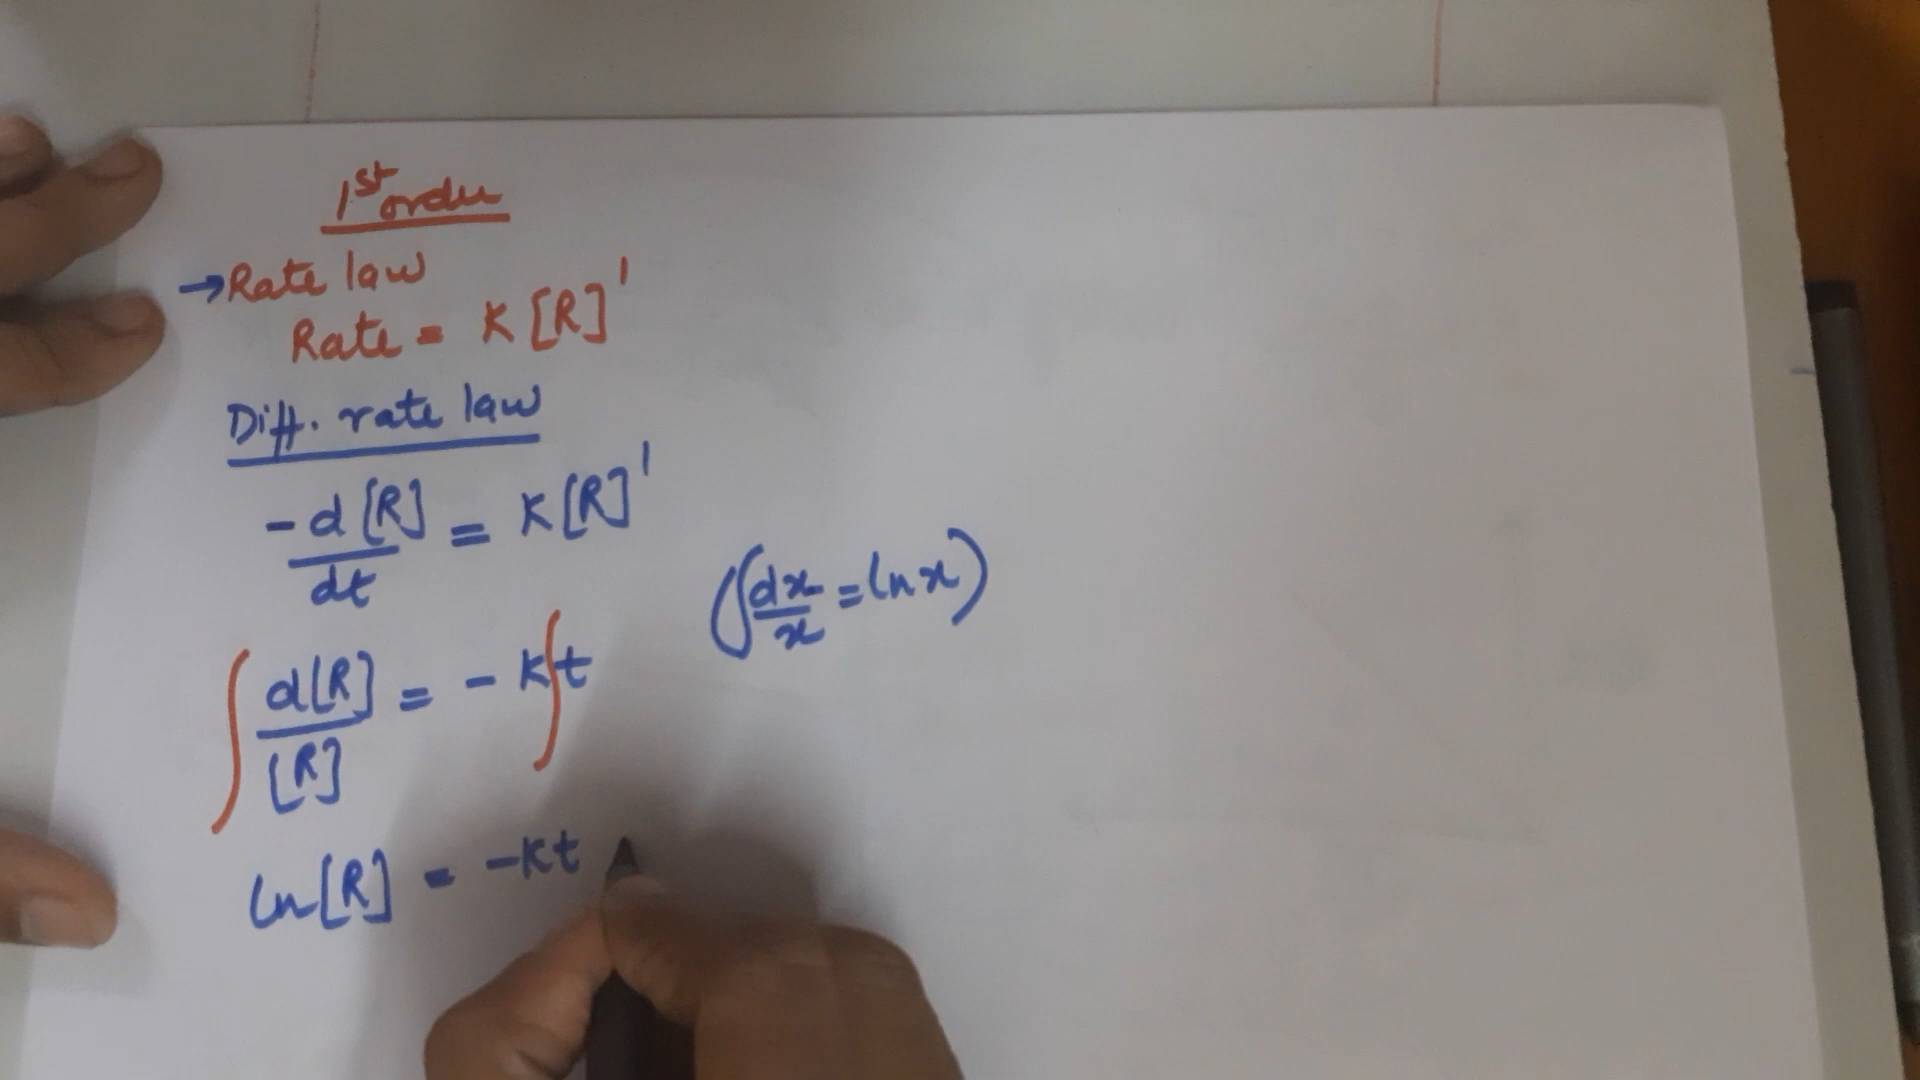 1st order
→Rate law
Rate = K[R]¹
Diff. rate law
-d[R]/dt = K[R]¹
(∫dx/x = ln x)
∫d[R]/[R] = -K∫t
ln[R] = -Kt